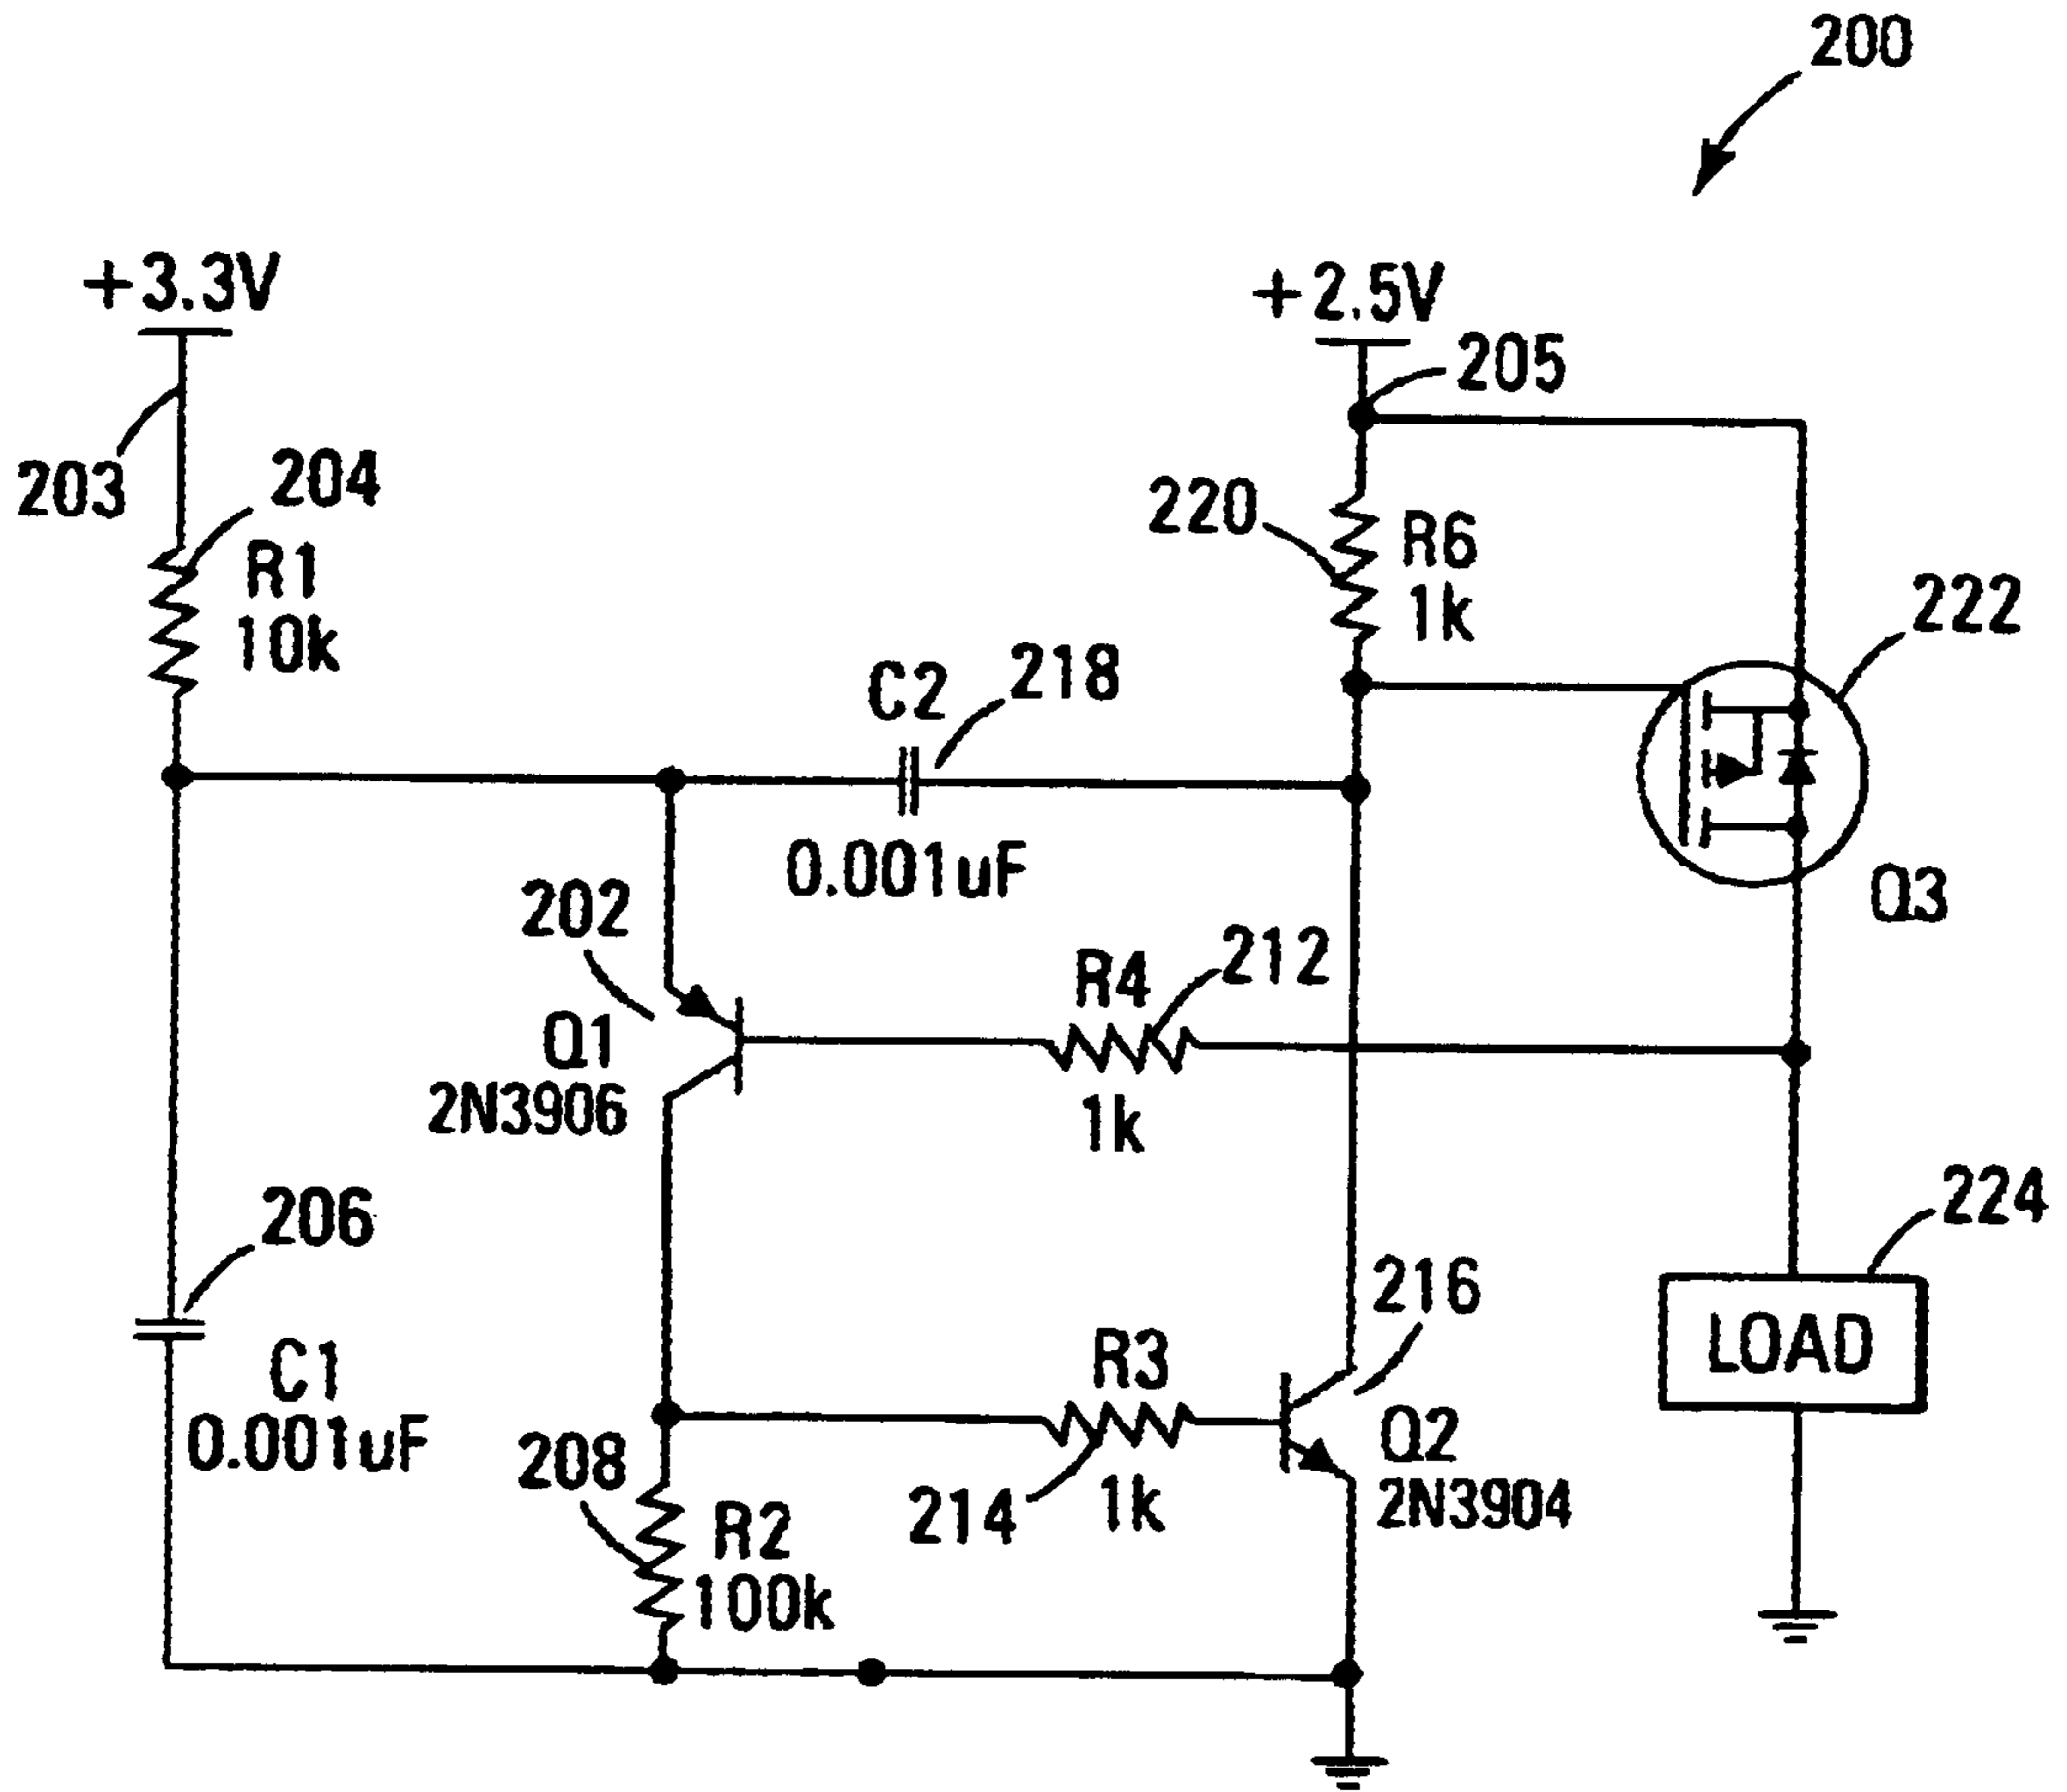 200
+3.3V
+2.5V
205
203
204
R1
10k
220
R6
1k
222
C2
218
0.001uF
202
Q1
2N3906
R4
212
1k
Q3
206
C1
0.001uF
224
LOAD
216
R3
214
1k
Q2
2N3904
208
R2
100k